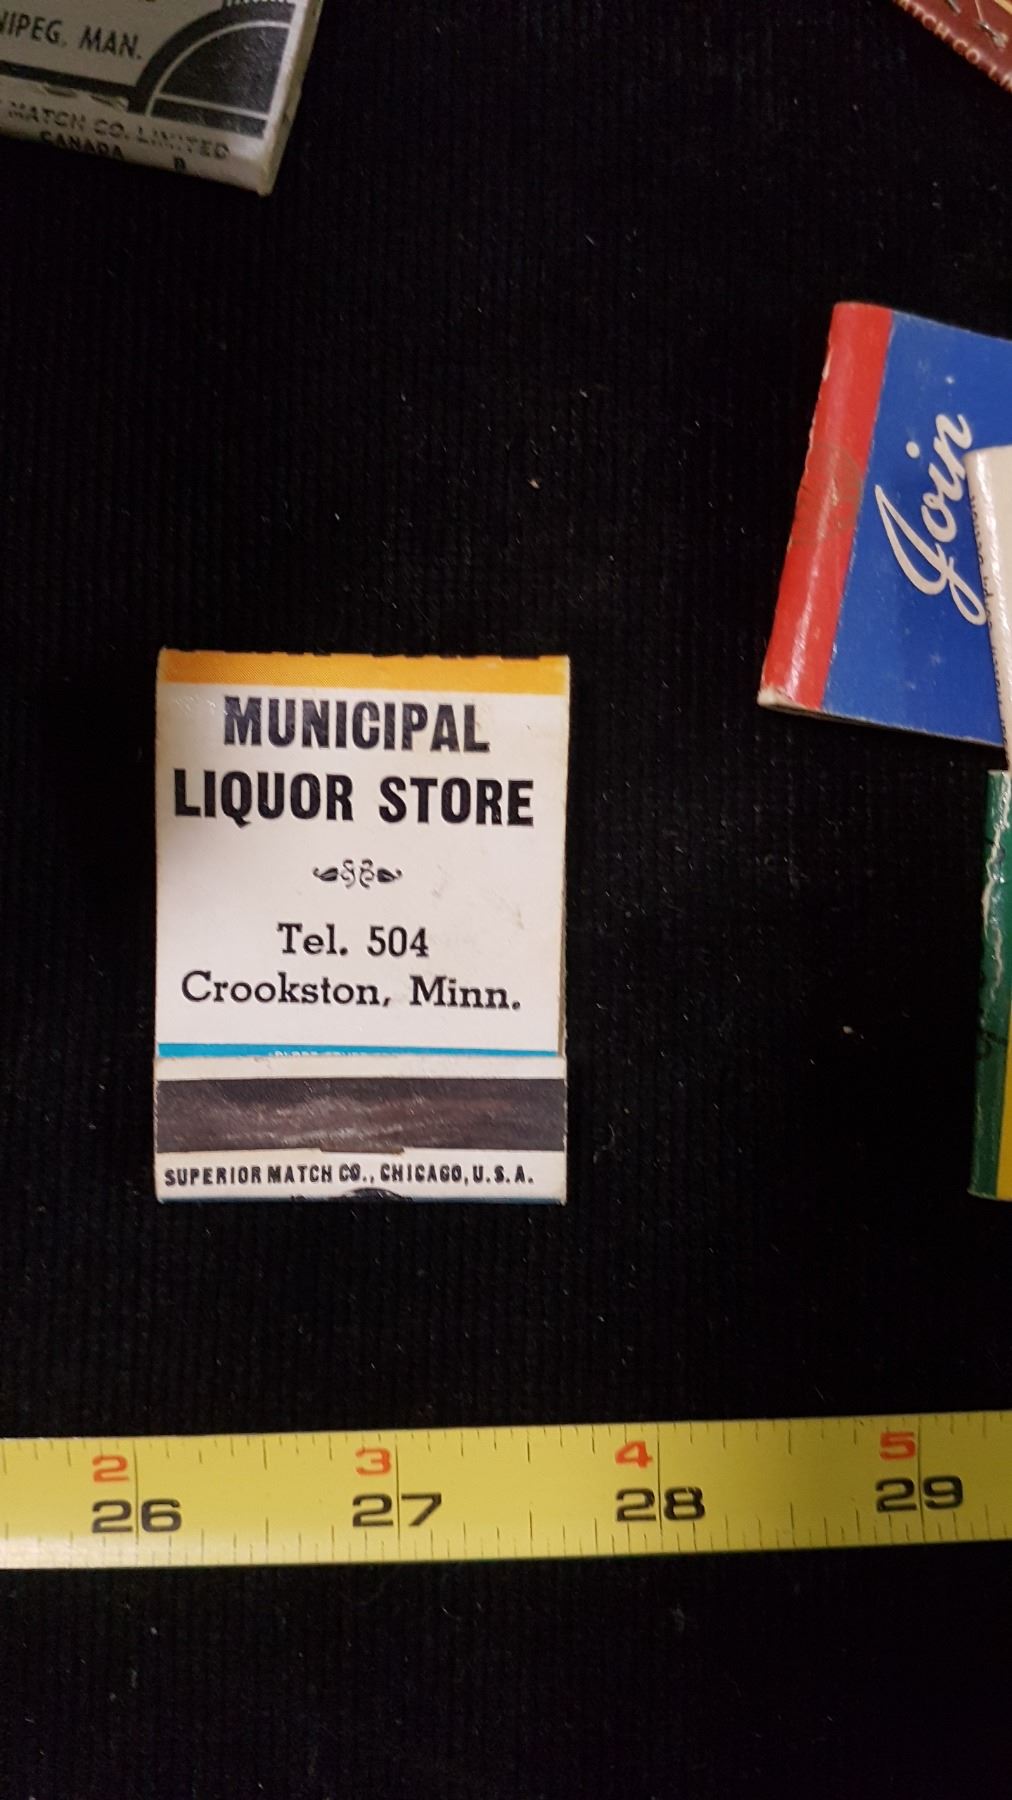 MAN.
MATCH CO. LIMITED
CANADA
Join
MUNICIPAL
LIQUOR STORE
Tel. 504
Crookston, Minn.
SUPERIOR MATCH CO., CHICAGO, U.S.A.
2 3 4 5
26 27 28 29